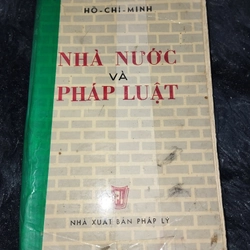 HỒ-CHÍ-MINH
NHÀ NƯỚC
VÀ
PHÁP LUẬT
NHÀ XUẤT BẢN PHÁP LÝ